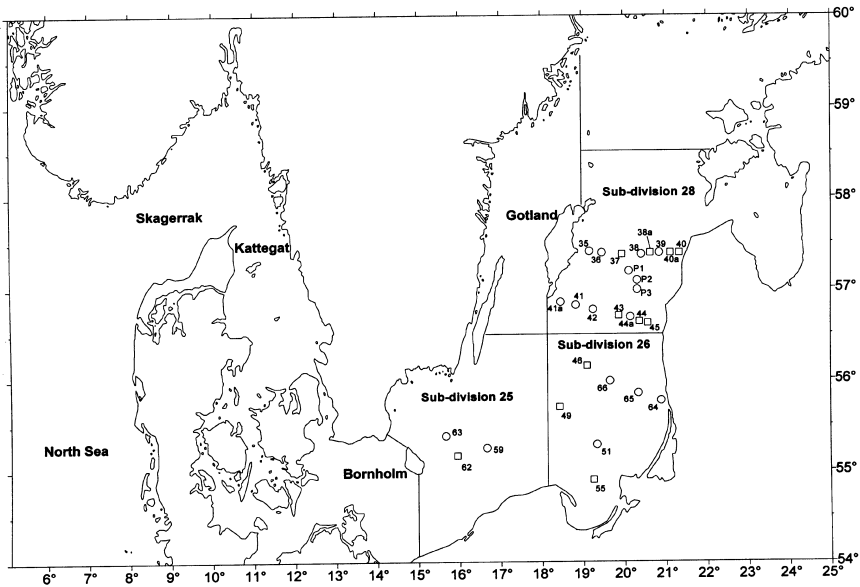 60°
59°
Sub-division 28
58°
Skagerrak
Gotland
Kattegat
38a
35
36
37
38
39
40
40a
P1
P2
P3
57°
41a
41
42
43
44
44a
45
Sub-division 26
46
66
56°
Sub-division 25
65
64
49
63
59
51
North Sea
62
Bornholm
55°
55
54°
6° 7° 8° 9° 10° 11° 12° 13° 14° 15° 16° 17° 18° 19° 20° 21° 22° 23° 24° 25°